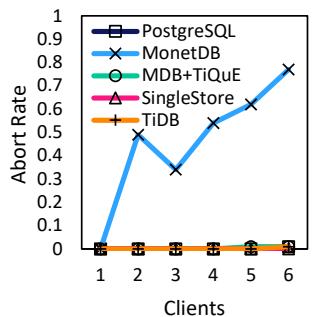 Abort Rate
1
0.9
0.8
0.7
0.6
0.5
0.4
0.3
0.2
0.1
0
PostgreSQL
MonetDB
MDB+TiQuE
SingleStore
TiDB
1 2 3 4 5 6
Clients